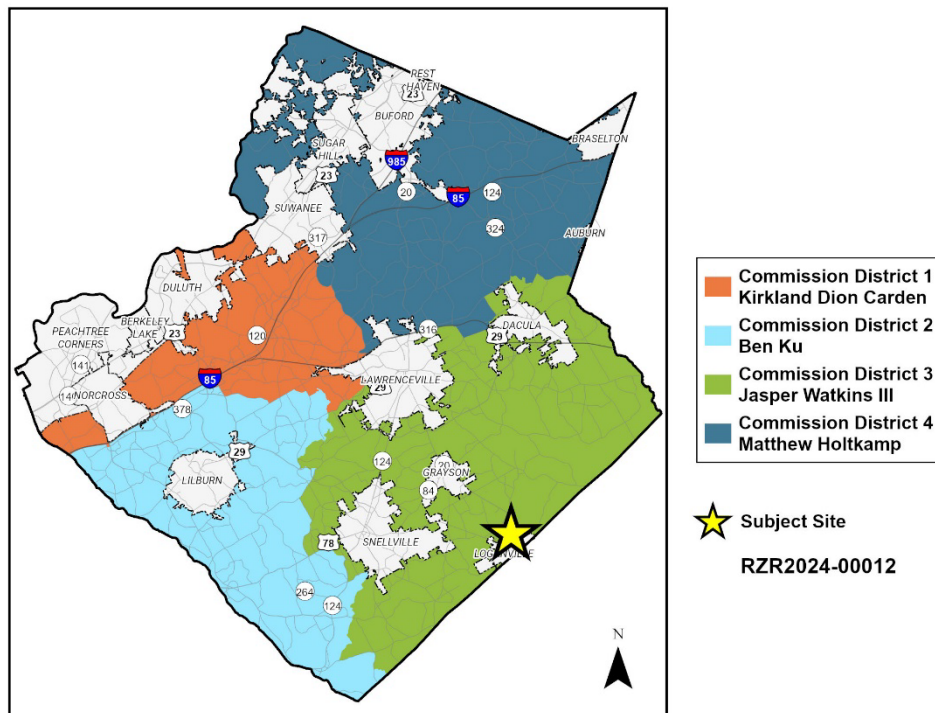 REST
HAVEN
23
BUFORD
BRASELTON
SUGAR
HILL
985
23
20
85
124
SUWANEE
324
AUBURN
317
DULUTH
PEACHTREE
CORNERS
BERKELEY
LAKE
23
120
316
DACULA
29
141
LAWRENCEVILLE
29
85
14
NORCROSS
378
29
LILBURN
124
20
GRAYSON
84
78
SNELLVILLE
LOGANVILLE
264
124
N
Commission District 1
Kirkland Dion Carden
Commission District 2
Ben Ku
Commission District 3
Jasper Watkins III
Commission District 4
Matthew Holtkamp
Subject Site
RZR2024-00012